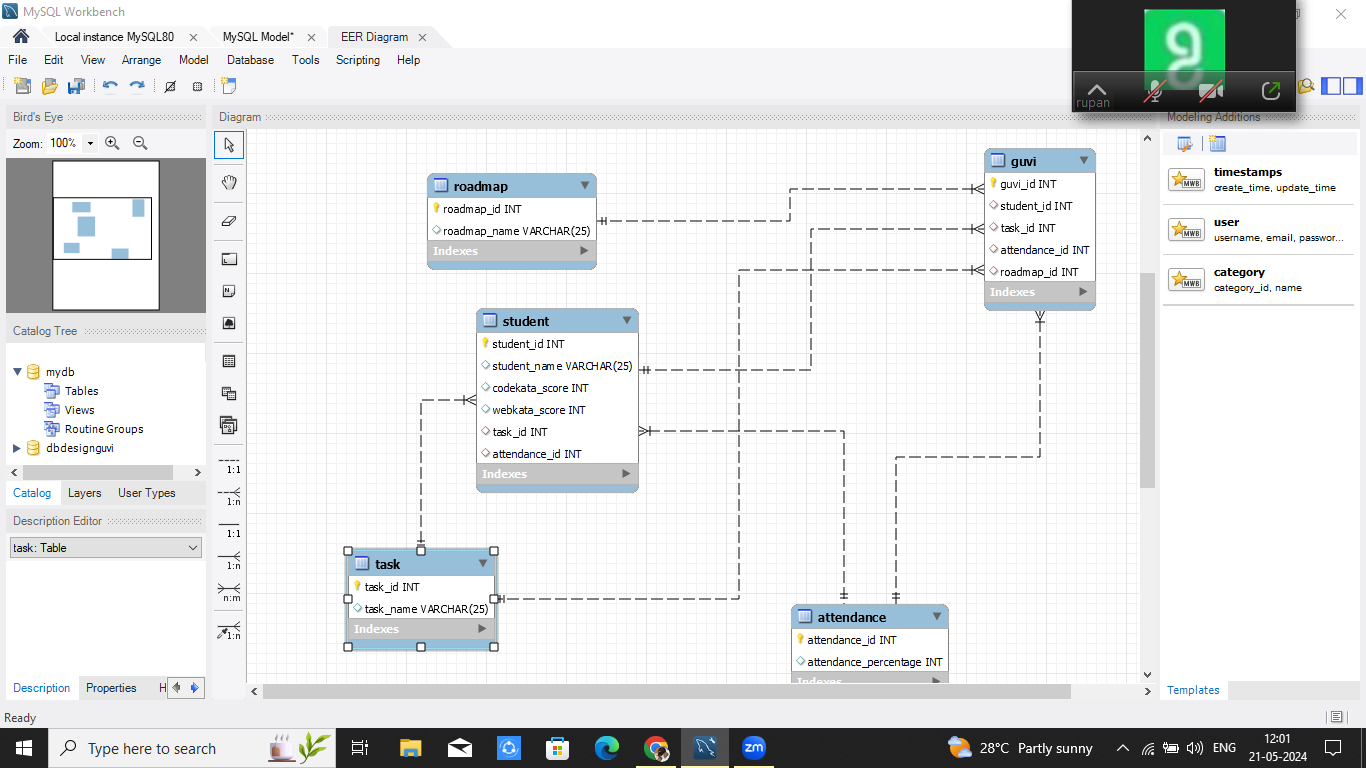 MySQL Workbench
Local instance MySQL80
MySQL Model*
EER Diagram
File Edit View Arrange Model Database Tools Scripting Help
rupan
Bird's Eye
Zoom: 100%
Catalog Tree
mydb
Tables
Views
Routine Groups
dbdesignguvi
Catalog Layers User Types
Description Editor
task: Table
Description Properties H
Ready
Diagram
1:1
1:n
1:1
1:n
n:m
1:n
roadmap
roadmap_id INT
roadmap_name VARCHAR(25)
Indexes
guvi
guvi_id INT
student_id INT
task_id INT
attendance_id INT
roadmap_id INT
Indexes
student
student_id INT
student_name VARCHAR(25)
codekata_score INT
webkata_score INT
task_id INT
attendance_id INT
Indexes
task
task_id INT
task_name VARCHAR(25)
Indexes
attendance
attendance_id INT
attendance_percentage INT
Indexes
Modeling Additions
MWB
timestamps
create_time, update_time
MWB
user
username, email, passwor...
MWB
category
category_id, name
Templates
Type here to search
zm
28°C Partly sunny
ENG
12:01
21-05-2024